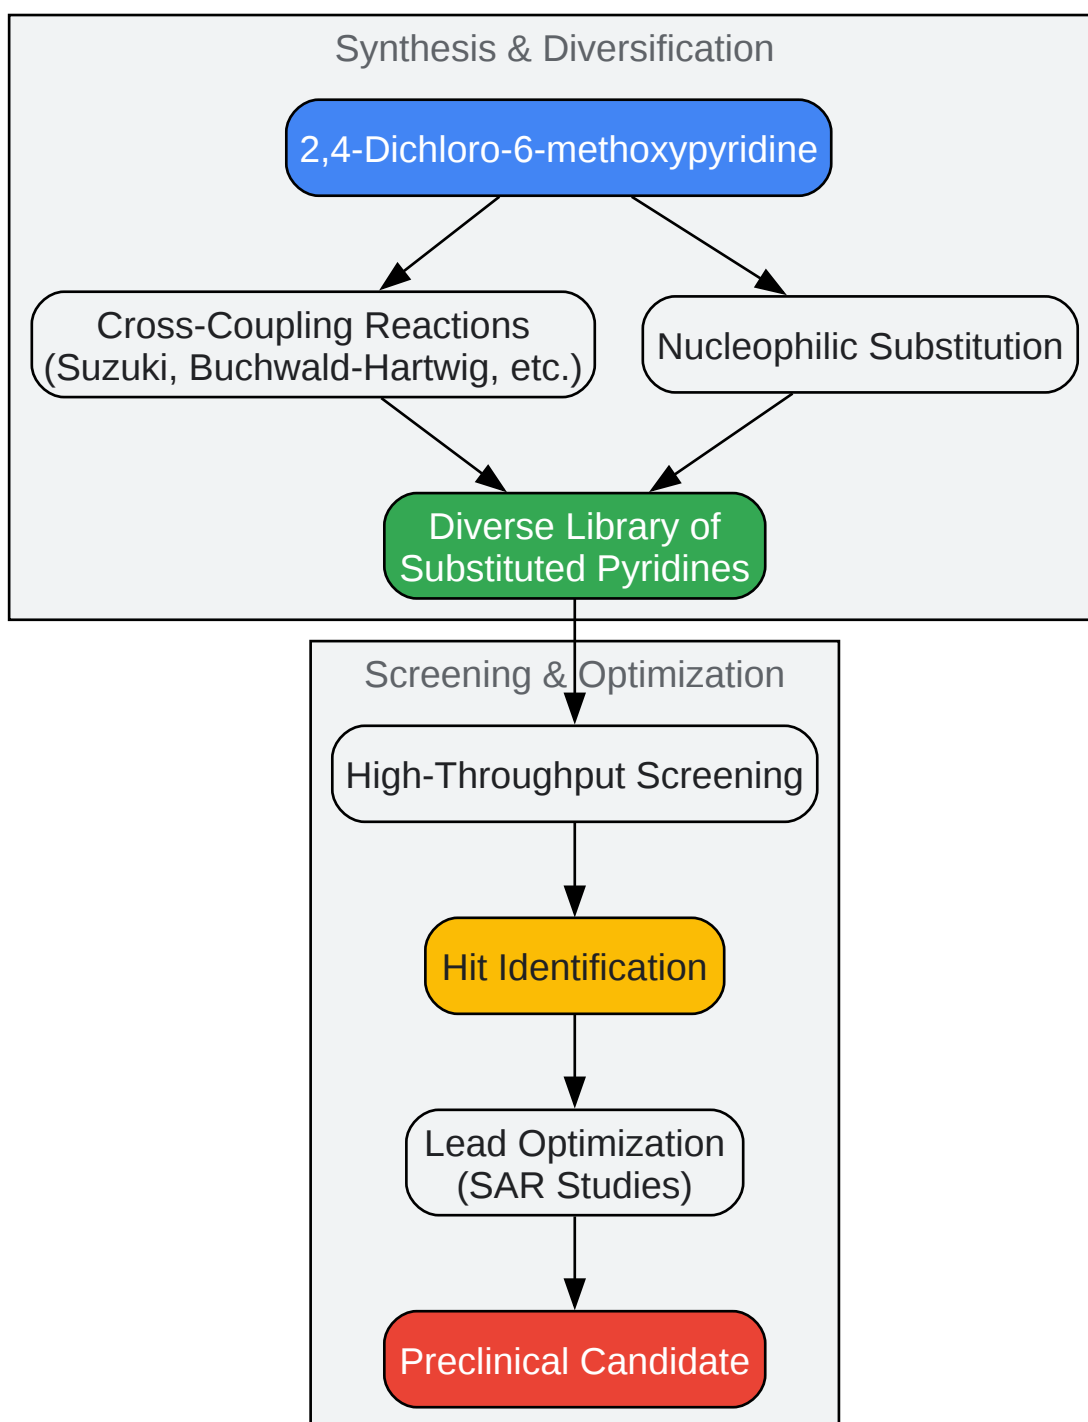 Synthesis & Diversification
2,4-Dichloro-6-methoxypyridine
Cross-Coupling Reactions
(Suzuki, Buchwald-Hartwig, etc.)
Nucleophilic Substitution
Diverse Library of
Substituted Pyridines
Screening & Optimization
High-Throughput Screening
Hit Identification
Lead Optimization
(SAR Studies)
Preclinical Candidate